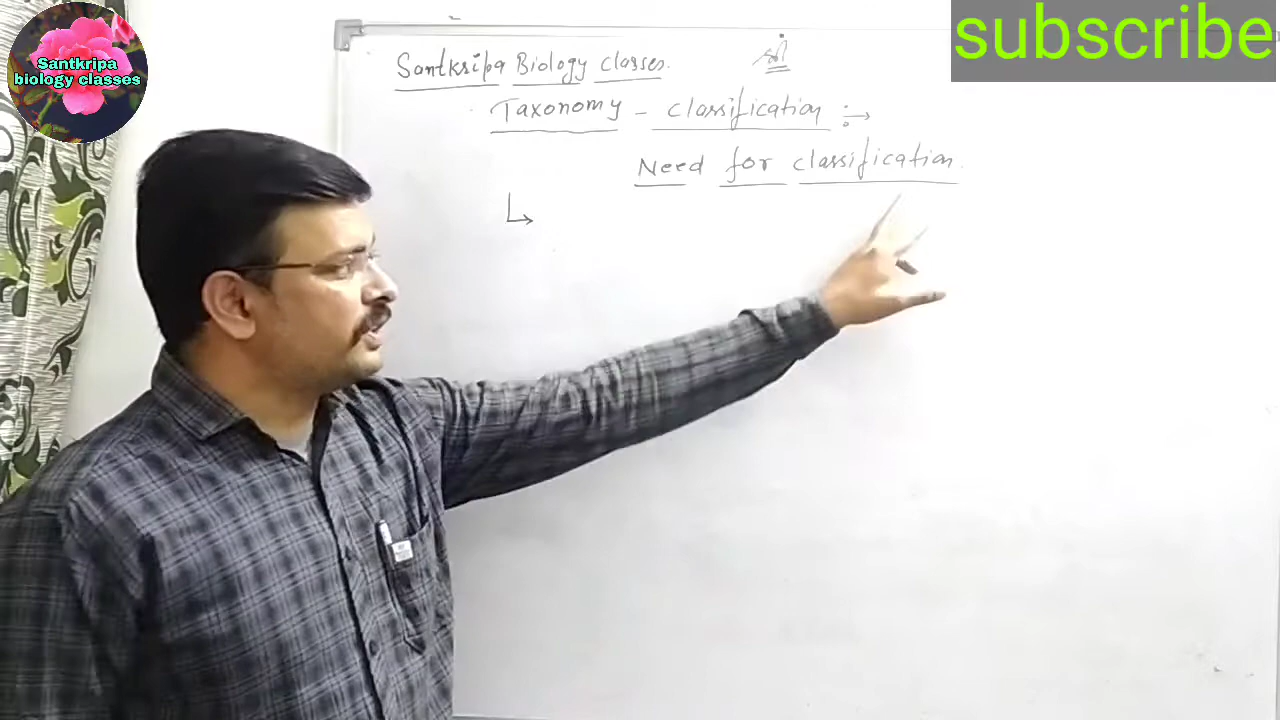 Santkripa
biology classes
subscribe
Santkripa Biology classes.
Taxonomy - classification :→
Need for classification.